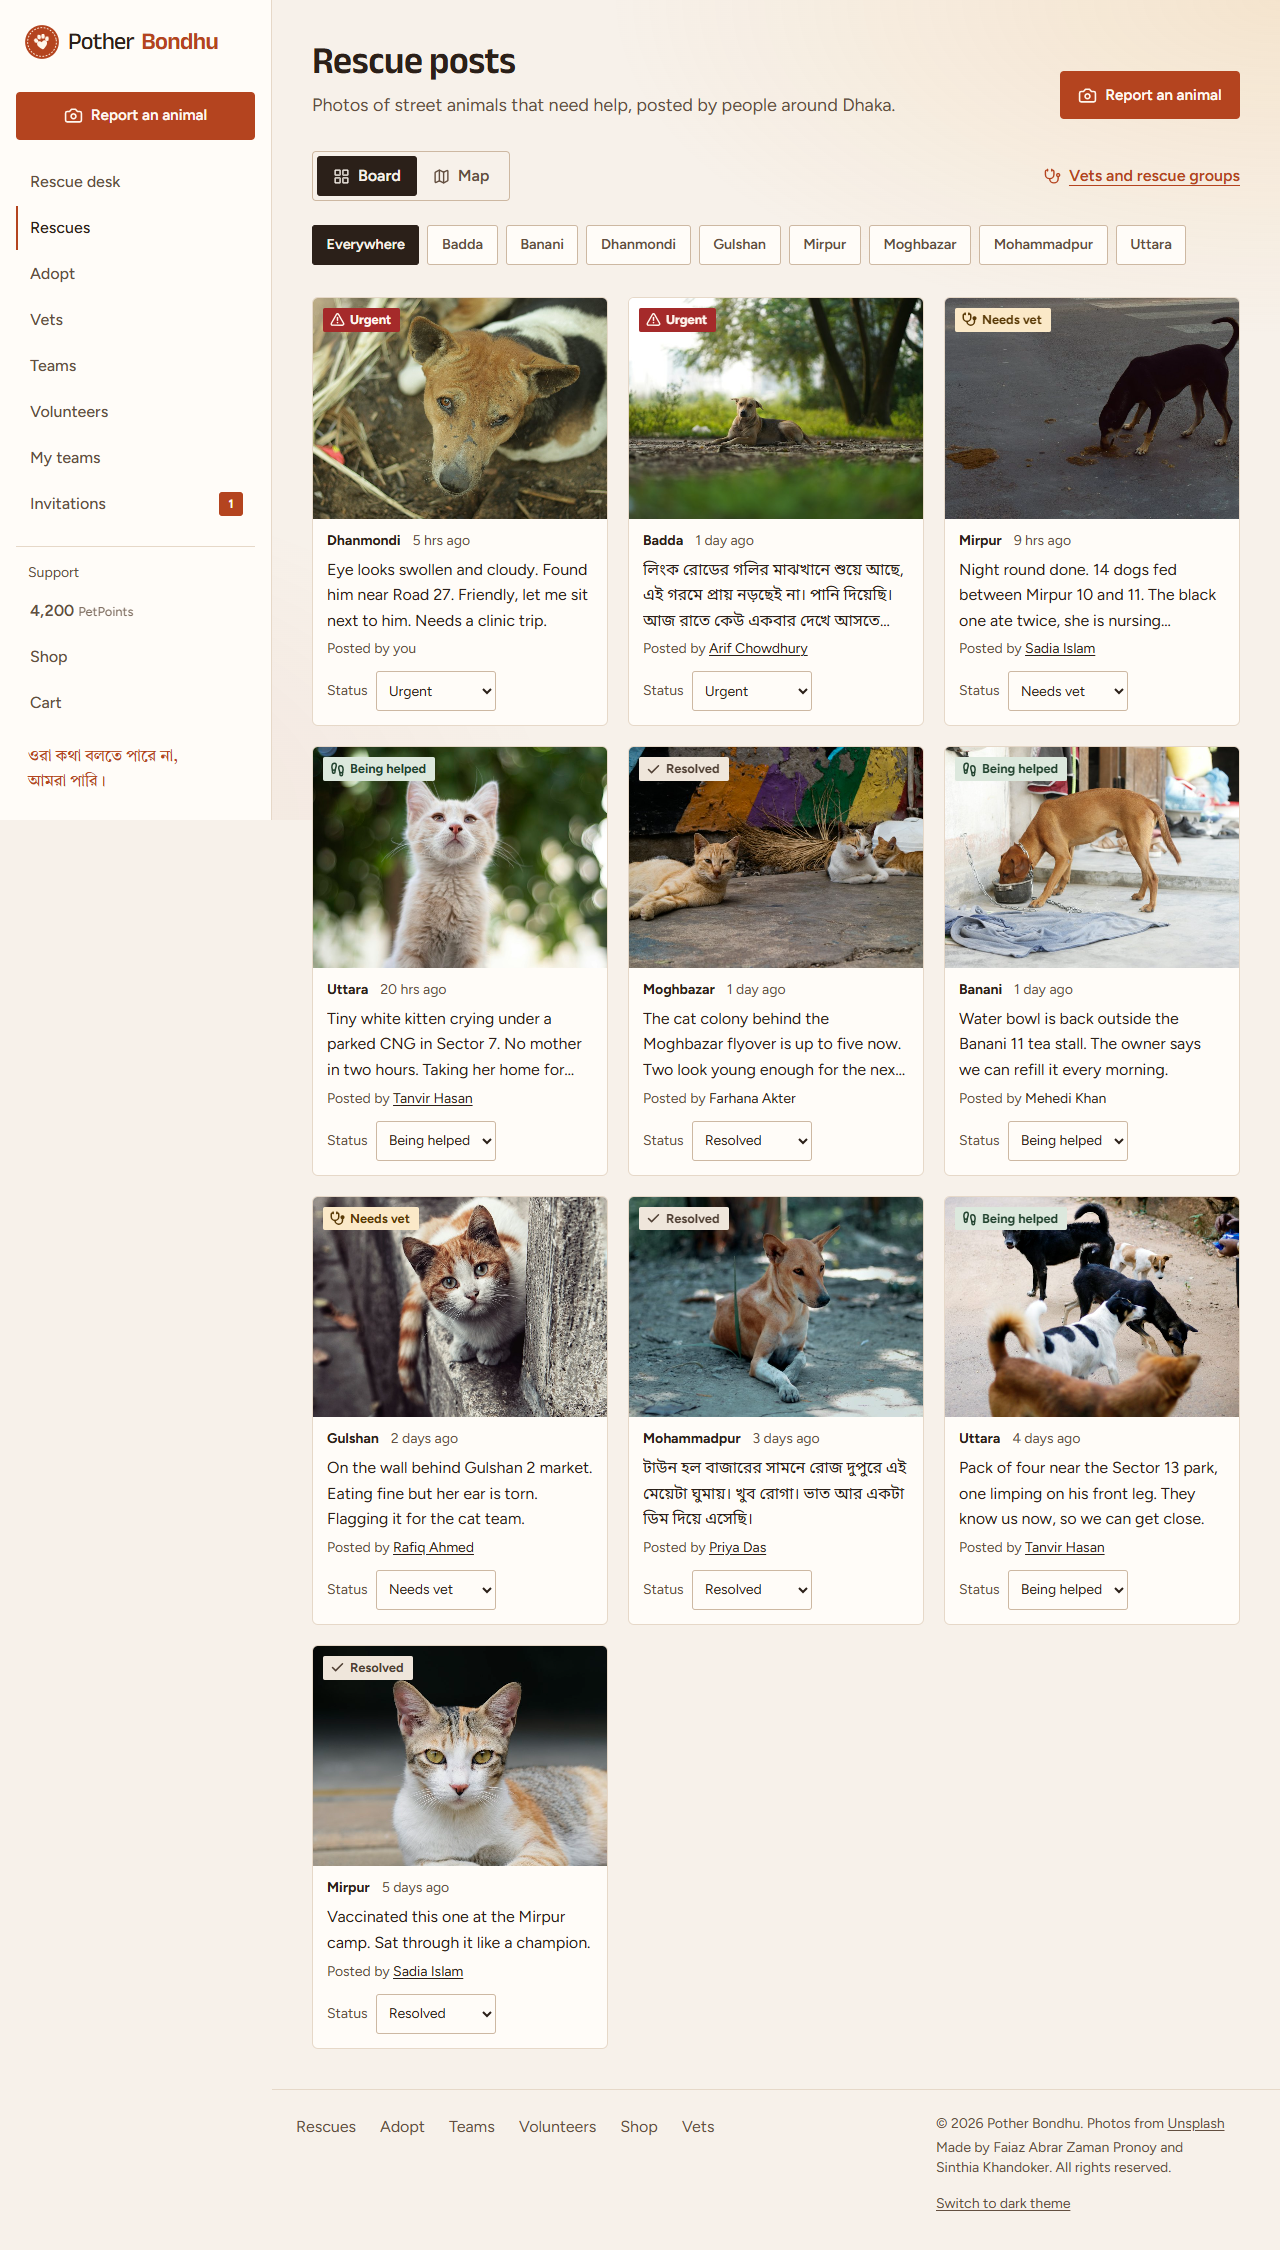 Pother Bondhu
Report an animal
Rescue desk
Rescues
Adopt
Vets
Teams
Volunteers
My teams
Invitations 1
Support
4,200 PetPoints
Shop
Cart
ওরা কথা বলতে পারে না,
আমরা পারি।
Rescue posts
Photos of street animals that need help, posted by people around Dhaka.
Report an animal
Board Map
Vets and rescue groups
Everywhere Badda Banani Dhanmondi Gulshan Mirpur Moghbazar Mohammadpur Uttara
Urgent
Dhanmondi 5 hrs ago
Eye looks swollen and cloudy. Found
him near Road 27. Friendly, let me sit
next to him. Needs a clinic trip.
Posted by you
Status Urgent
Urgent
Badda 1 day ago
লিংক রোডের গলির মাঝখানে শুয়ে আছে,
এই গরমে প্রায় নড়ছেই না। পানি দিয়েছি।
আজ রাতে কেউ একবার দেখে আসতে…
Posted by Arif Chowdhury
Status Urgent
Needs vet
Mirpur 9 hrs ago
Night round done. 14 dogs fed
between Mirpur 10 and 11. The black
one ate twice, she is nursing…
Posted by Sadia Islam
Status Needs vet
Being helped
Uttara 20 hrs ago
Tiny white kitten crying under a
parked CNG in Sector 7. No mother
in two hours. Taking her home for…
Posted by Tanvir Hasan
Status Being helped
Resolved
Moghbazar 1 day ago
The cat colony behind the
Moghbazar flyover is up to five now.
Two look young enough for the nex…
Posted by Farhana Akter
Status Resolved
Being helped
Banani 1 day ago
Water bowl is back outside the
Banani 11 tea stall. The owner says
we can refill it every morning.
Posted by Mehedi Khan
Status Being helped
Needs vet
Gulshan 2 days ago
On the wall behind Gulshan 2 market.
Eating fine but her ear is torn.
Flagging it for the cat team.
Posted by Rafiq Ahmed
Status Needs vet
Resolved
Mohammadpur 3 days ago
টাউন হল বাজারের সামনে রোজ দুপুরে এই
মেয়েটা ঘুমায়। খুব রোগা। ভাত আর একটা
ডিম দিয়ে এসেছি।
Posted by Priya Das
Status Resolved
Being helped
Uttara 4 days ago
Pack of four near the Sector 13 park,
one limping on his front leg. They
know us now, so we can get close.
Posted by Tanvir Hasan
Status Being helped
Resolved
Mirpur 5 days ago
Vaccinated this one at the Mirpur
camp. Sat through it like a champion.
Posted by Sadia Islam
Status Resolved
Rescues Adopt Teams Volunteers Shop Vets
© 2026 Pother Bondhu. Photos from Unsplash
Made by Faiaz Abrar Zaman Pronoy and
Sinthia Khandoker. All rights reserved.
Switch to dark theme